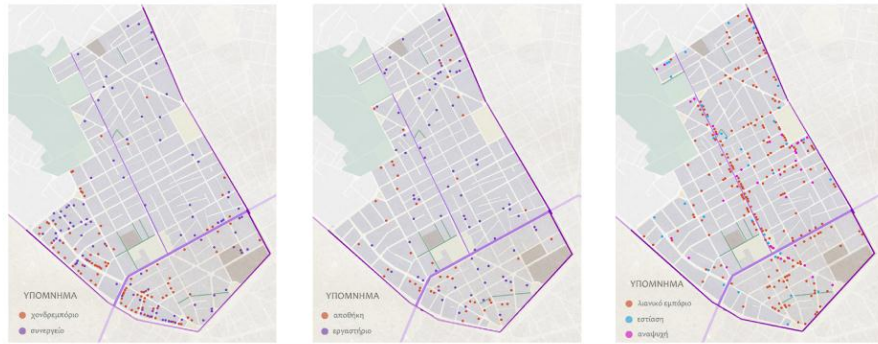 ΥΠΟΜΝΗΜΑ
χονδρεμπόριο
συνεργείο
ΥΠΟΜΝΗΜΑ
αποθήκη
εργαστήριο
ΥΠΟΜΝΗΜΑ
λιανικό εμπόριο
εστίαση
αναψυχή